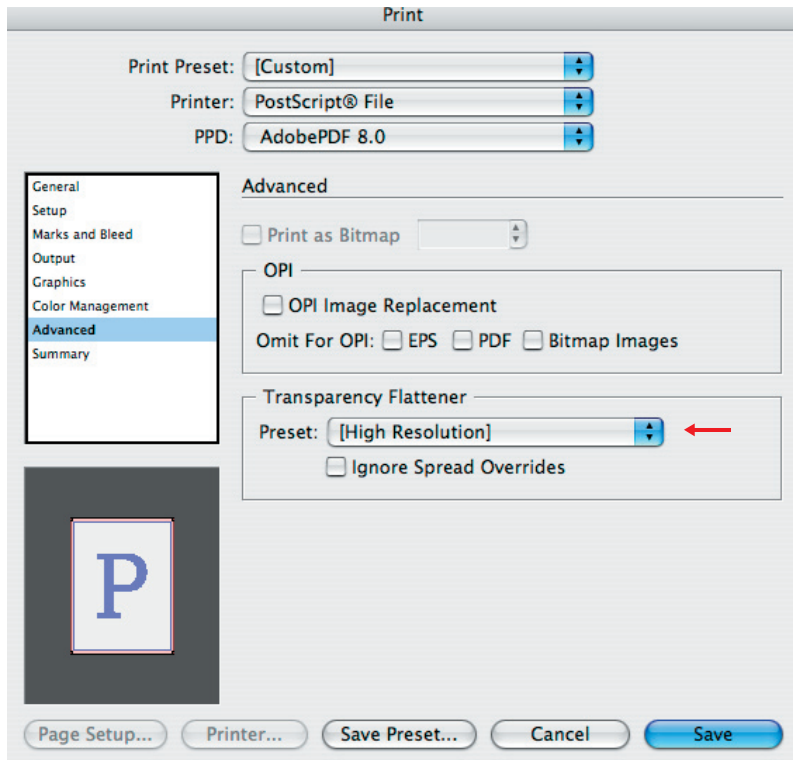 Print
Print Preset: [Custom]
Printer: PostScript® File
PPD: AdobePDF 8.0
General
Setup
Marks and Bleed
Output
Graphics
Color Management
Advanced
Summary
Advanced
Print as Bitmap
OPI
OPI Image Replacement
Omit For OPI: EPS PDF Bitmap Images
Transparency Flattener
Preset: [High Resolution]
Ignore Spread Overrides
P
Page Setup... Printer... Save Preset... Cancel Save